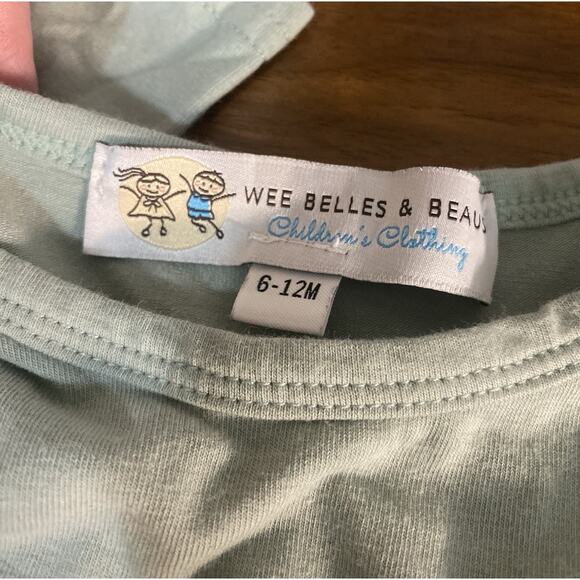 WEE BELLES & BEAUS
Children's Clothing
6-12M